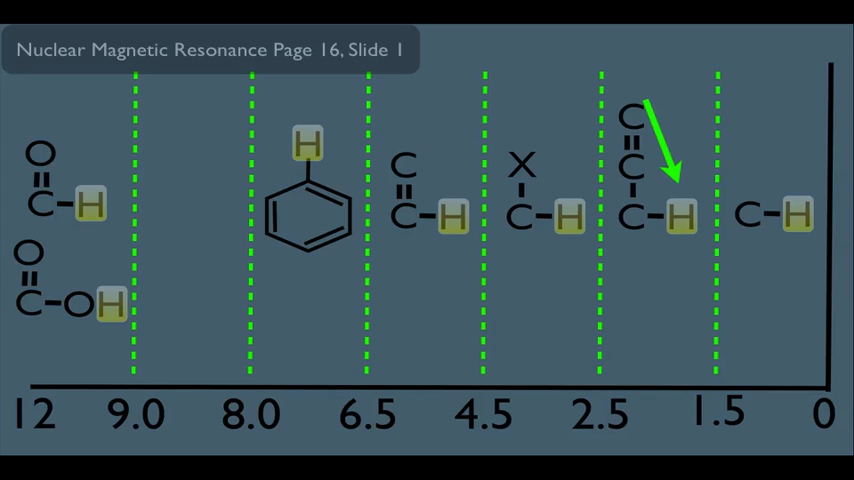 Nuclear Magnetic Resonance Page 16, Slide 1
O
C-H
O
C-OH
H
C
C-H
X
C-H
C
C
C-H
C-H
12 9.0 8.0 6.5 4.5 2.5 1.5 0